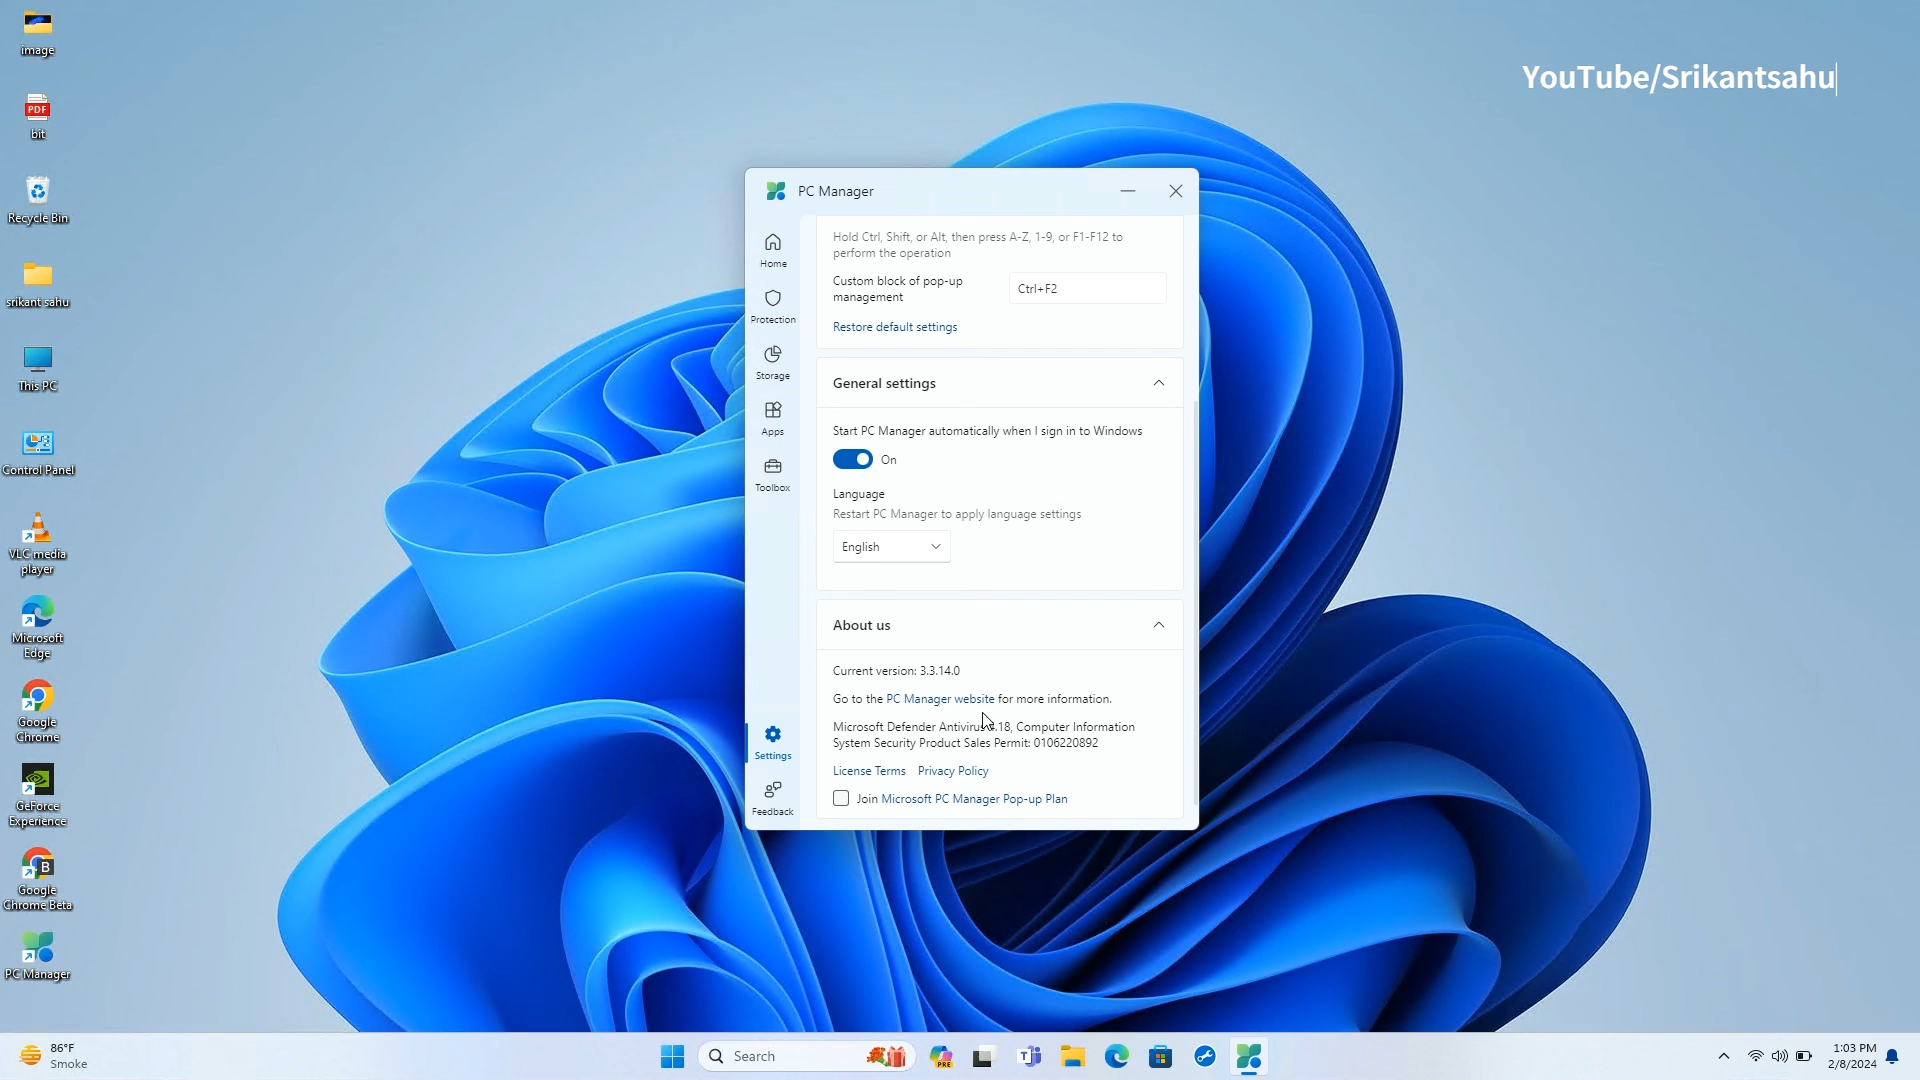 image
bit
Recycle Bin
srikant sahu
This PC
Control Panel
VLC media
player
Microsoft
Edge
Google
Chrome
GeForce
Experience
Google
Chrome Beta
PC Manager
YouTube/Srikantsahu
PC Manager
Home
Protection
Storage
Apps
Toolbox
Settings
Feedback
Hold Ctrl, Shift, or Alt, then press A-Z, 1-9, or F1-F12 to
perform the operation
Custom block of pop-up
management
Ctrl+F2
Restore default settings
General settings
Start PC Manager automatically when I sign in to Windows
On
Language
Restart PC Manager to apply language settings
English
About us
Current version: 3.3.14.0
Go to the PC Manager website for more information.
Microsoft Defender Antivirus .18, Computer Information
System Security Product Sales Permit: 0106220892
License Terms Privacy Policy
Join Microsoft PC Manager Pop-up Plan
86°F
Smoke
Search
PRE
1:03 PM
2/8/2024